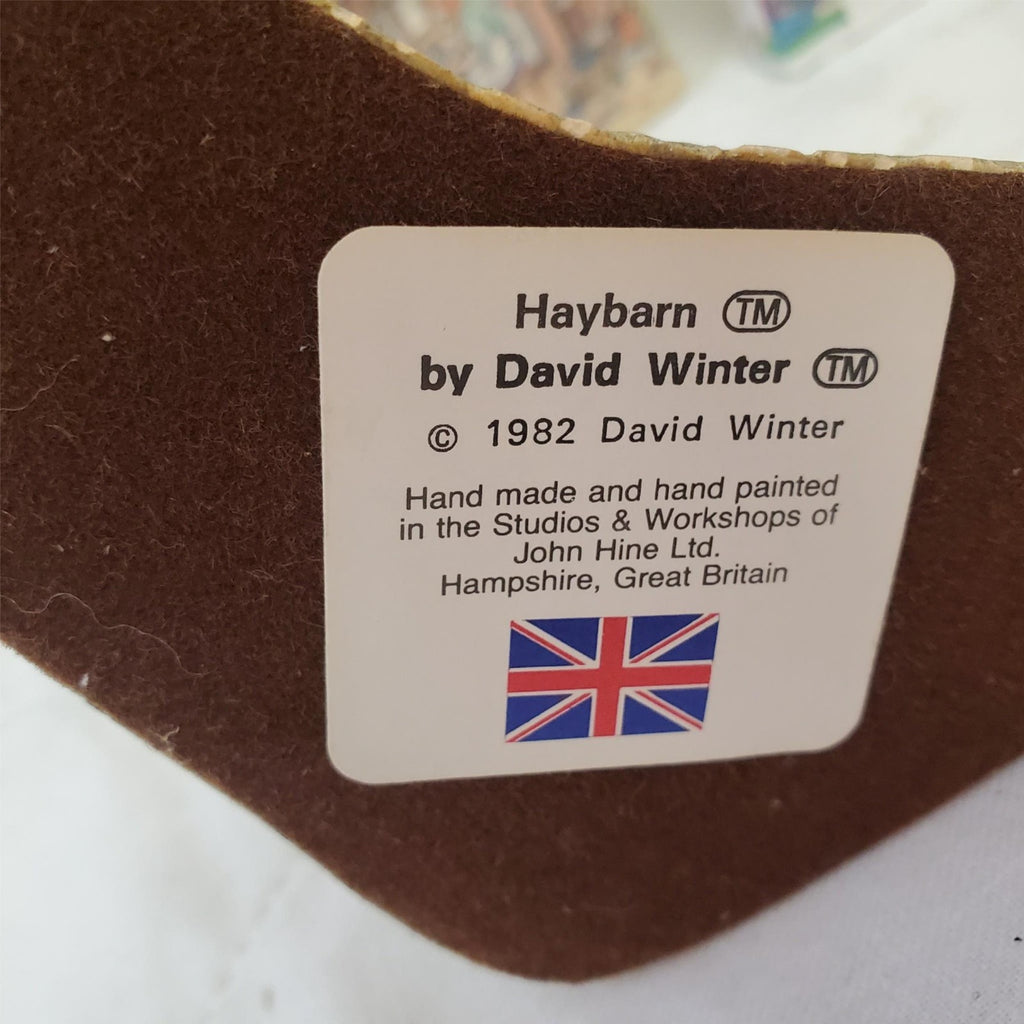 Haybarn ™
by David Winter ™
© 1982 David Winter
Hand made and hand painted
in the Studios & Workshops of
John Hine Ltd.
Hampshire, Great Britain